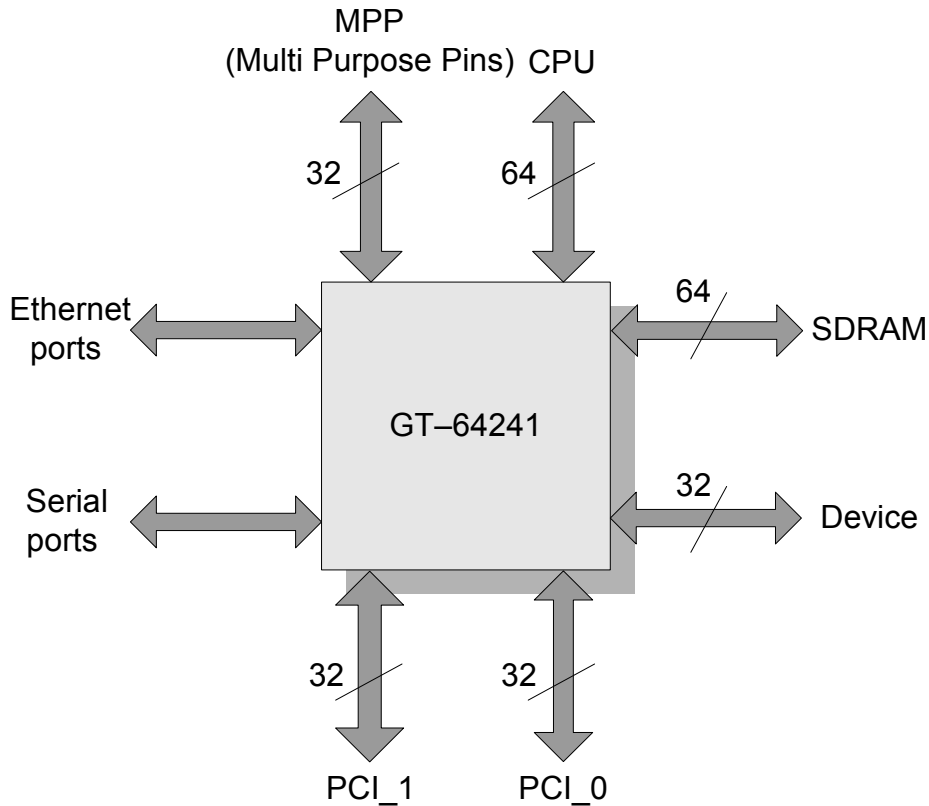 MPP
(Multi Purpose Pins) CPU
32
64
Ethernet
ports
64
SDRAM
GT–64241
Serial
ports
32
Device
32
32
PCI_1
PCI_0